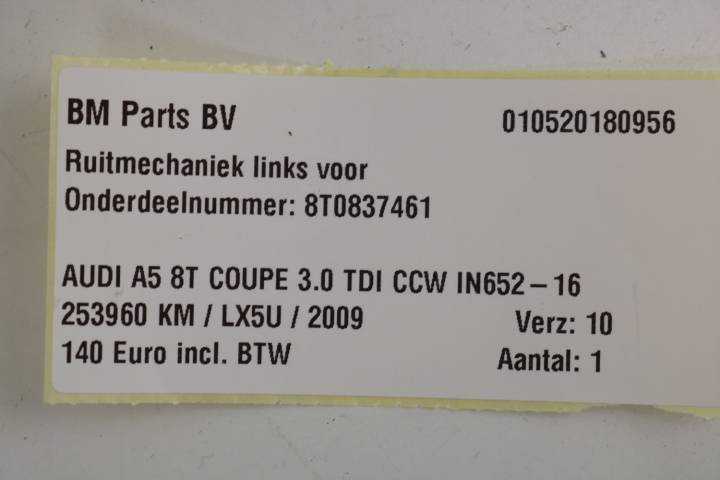 BM Parts BV 010520180956
Ruitmechaniek links voor
Onderdeelnummer: 8T0837461
AUDI A5 8T COUPE 3.0 TDI CCW IN652-16
253960 KM / LX5U / 2009 Verz: 10
140 Euro incl. BTW Aantal: 1